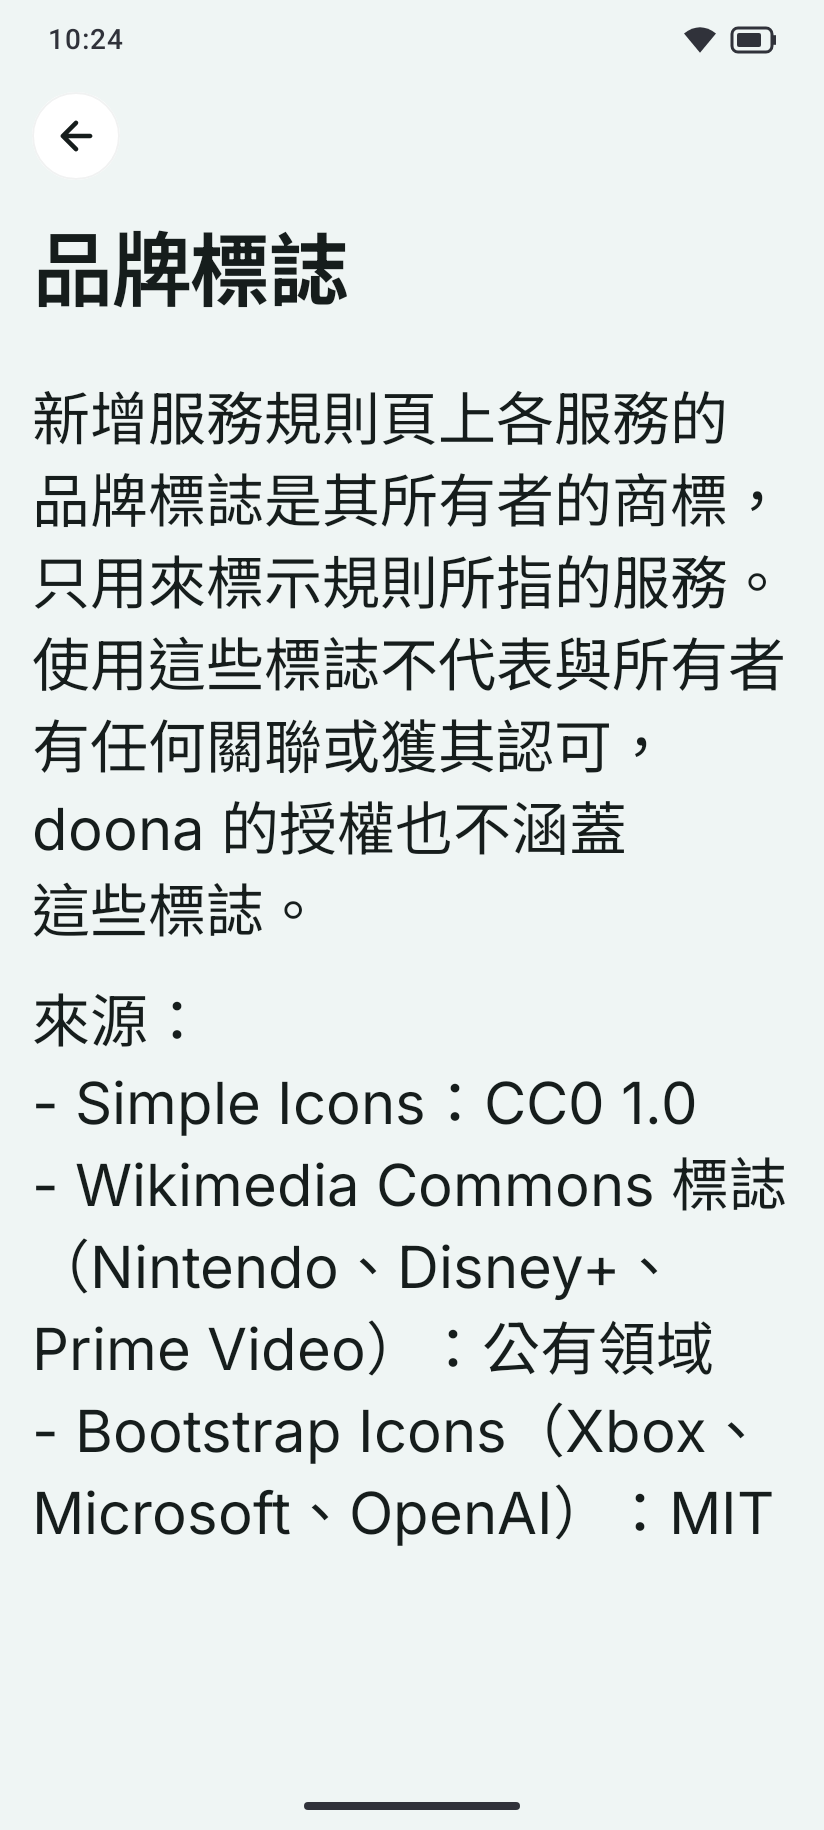 10:24
品牌標誌
新增服務規則頁上各服務的
品牌標誌是其所有者的商標，
只用來標示規則所指的服務。
使用這些標誌不代表與所有者
有任何關聯或獲其認可，
doona 的授權也不涵蓋
這些標誌。
來源：
- Simple Icons：CC0 1.0
- Wikimedia Commons 標誌
（Nintendo、Disney+、
Prime Video）：公有領域
- Bootstrap Icons（Xbox、
Microsoft、OpenAI）：MIT